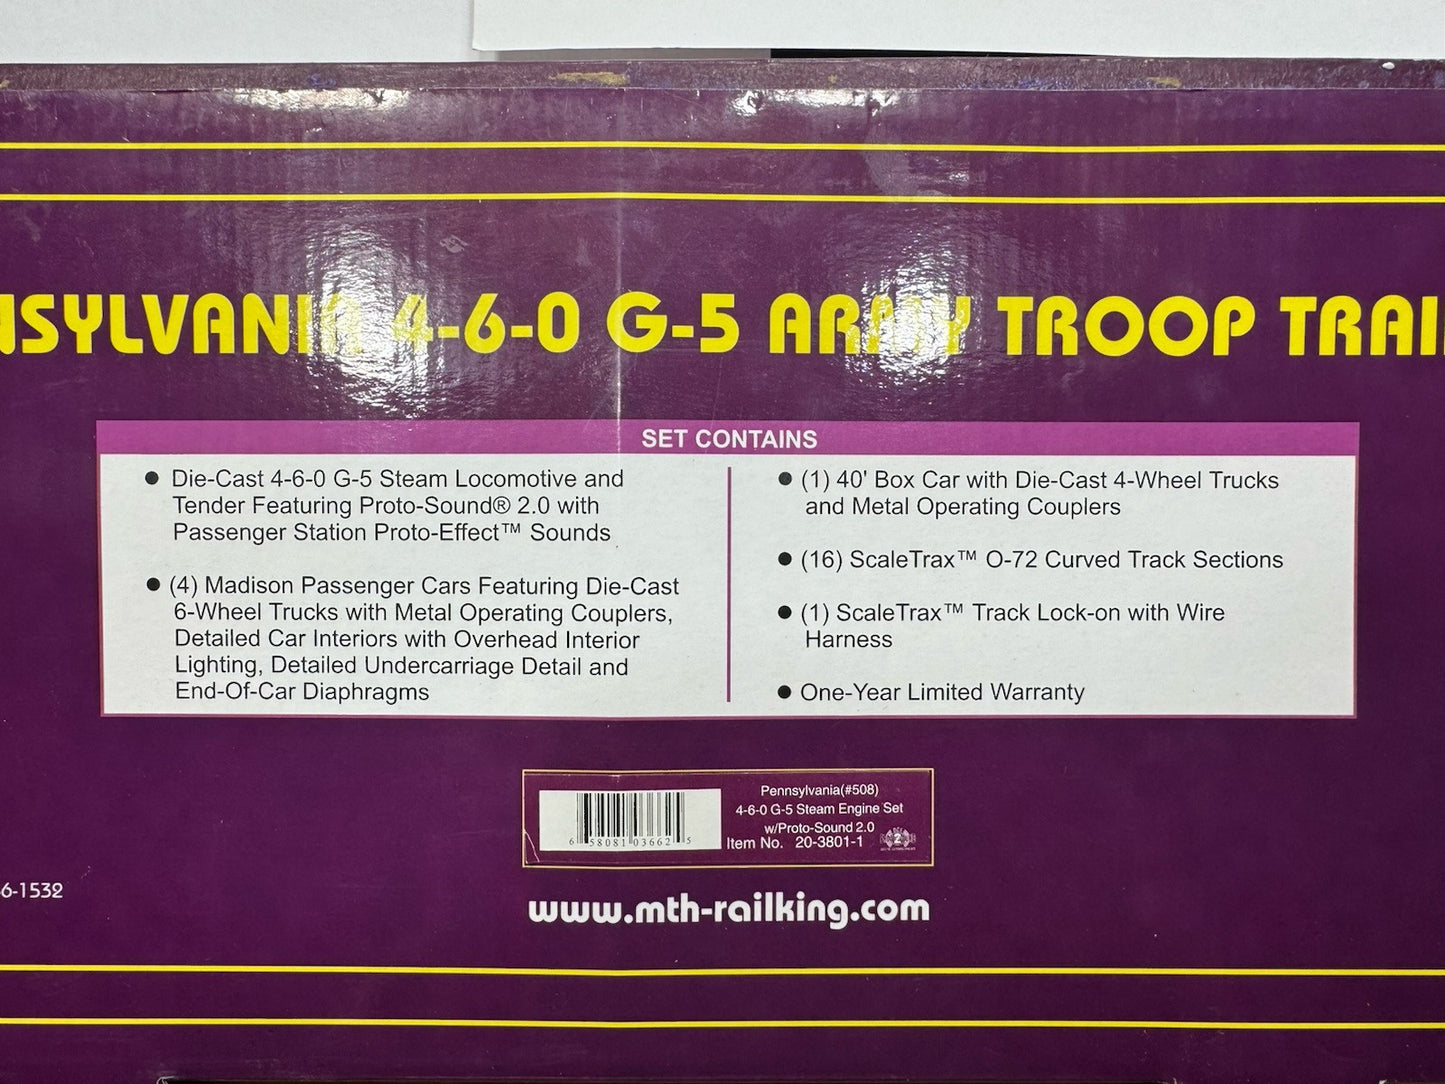 NSYLVANIA 4-6-0 G-5 ARMY TROOP TRAI
SET CONTAINS
● Die-Cast 4-6-0 G-5 Steam Locomotive and
Tender Featuring Proto-Sound® 2.0 with
Passenger Station Proto-Effect™ Sounds
● (4) Madison Passenger Cars Featuring Die-Cast
6-Wheel Trucks with Metal Operating Couplers,
Detailed Car Interiors with Overhead Interior
Lighting, Detailed Undercarriage Detail and
End-Of-Car Diaphragms
● (1) 40' Box Car with Die-Cast 4-Wheel Trucks
and Metal Operating Couplers
● (16) ScaleTrax™ O-72 Curved Track Sections
● (1) ScaleTrax™ Track Lock-on with Wire
Harness
● One-Year Limited Warranty
Pennsylvania(#508)
4-6-0 G-5 Steam Engine Set
w/Proto-Sound 2.0
Item No. 20-3801-1
6 58081 03662 5
6-1532
www.mth-railking.com